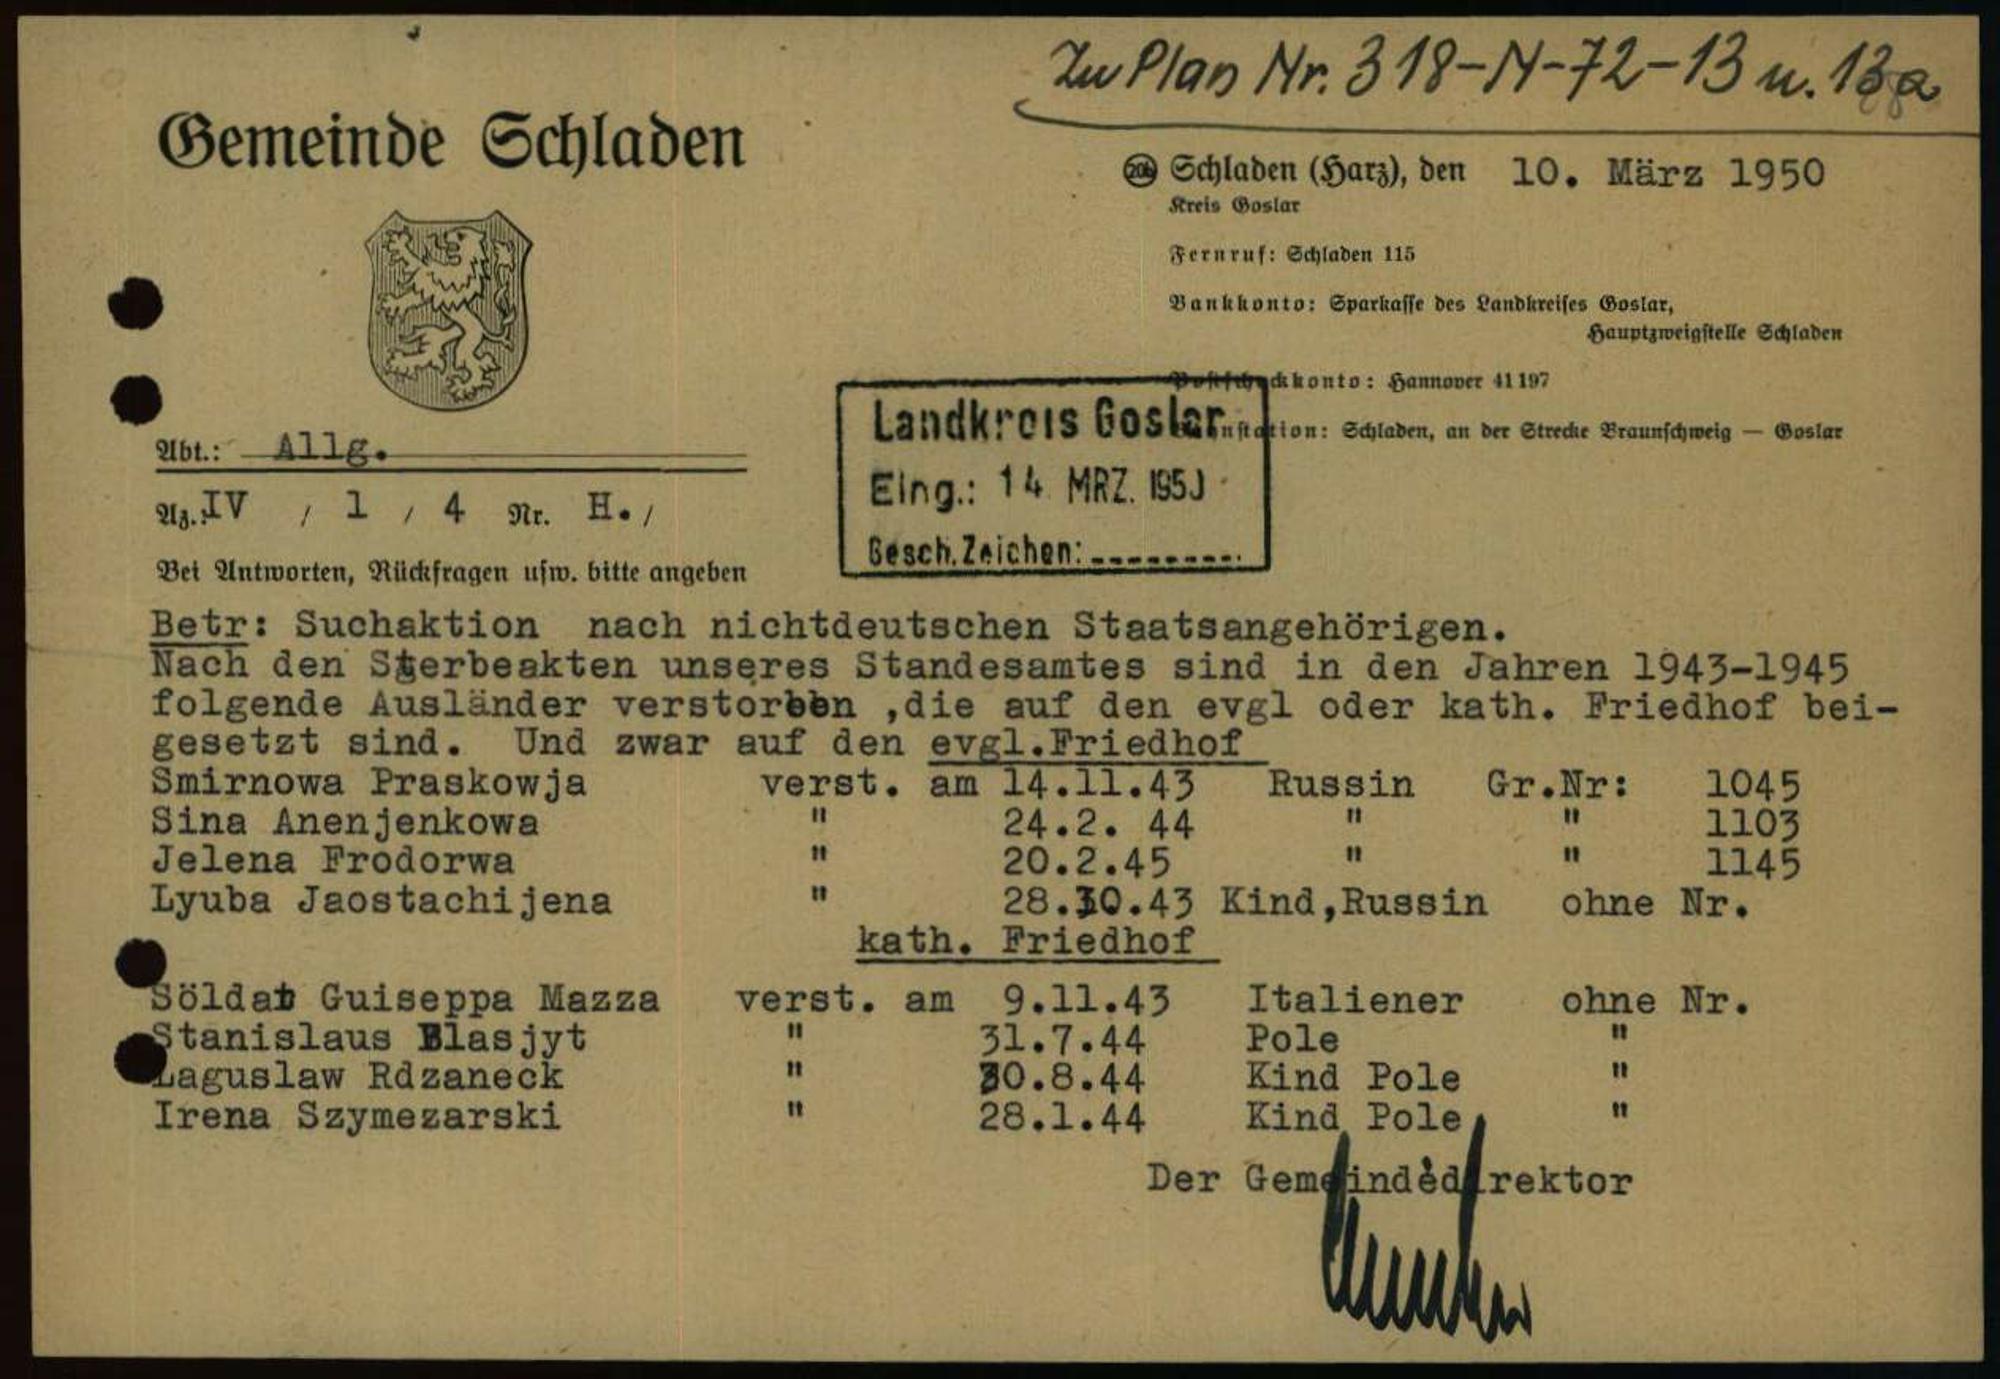 Zu Plan Nr. 318-N-72-13 u. 13a
Gemeinde Schladen
20b Schladen (Harz), den 10. März 1950
Kreis Goslar
Fernruf: Schladen 115
Bankkonto: Sparkasse des Landkreises Goslar,
Hauptzweigstelle Schladen
Postscheckkonto: Hannover 41197
Landkreis Goslar
nstation: Schladen, an der Strecke Braunschweig — Goslar
Abt.: Allg.
Eing.: 14. MRZ. 1950
Az.: IV / 1 / 4 Nr. H. /
Gesch. Zeichen:
Bei Antworten, Rückfragen usw. bitte angeben
Betr: Suchaktion nach nichtdeutschen Staatsangehörigen.
Nach den Sterbeakten unseres Standesamtes sind in den Jahren 1943-1945
folgende Ausländer verstorben ,die auf den evgl oder kath. Friedhof bei-
gesetzt sind. Und zwar auf den evgl.Friedhof
Smirnowa Praskowja verst. am 14.11.43 Russin Gr.Nr: 1045
Sina Anenjenkowa " 24.2. 44 " " 1103
Jelena Frodorwa " 20.2.45 " " 1145
Lyuba Jaostachijena " 28.10.43 Kind,Russin ohne Nr.
kath. Friedhof
Söldat Guiseppa Mazza verst. am 9.11.43 Italiener ohne Nr.
Stanislaus Blasjyt " 31.7.44 Pole "
Laguslaw Rdzaneck " 30.8.44 Kind Pole "
Irena Szymezarski " 28.1.44 Kind Pole "
Der Gemeindedirektor